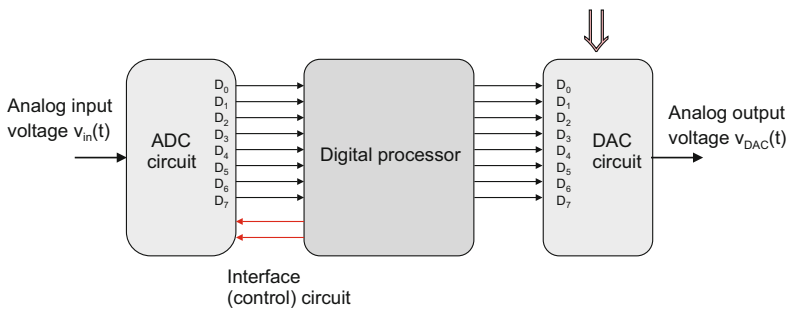 Analog input
voltage v_in(t)
ADC
circuit
D0
D1
D2
D3
D4
D5
D6
D7
Interface
(control) circuit
Digital processor
D0
D1
D2
D3
D4
D5
D6
D7
DAC
circuit
Analog output
voltage v_DAC(t)